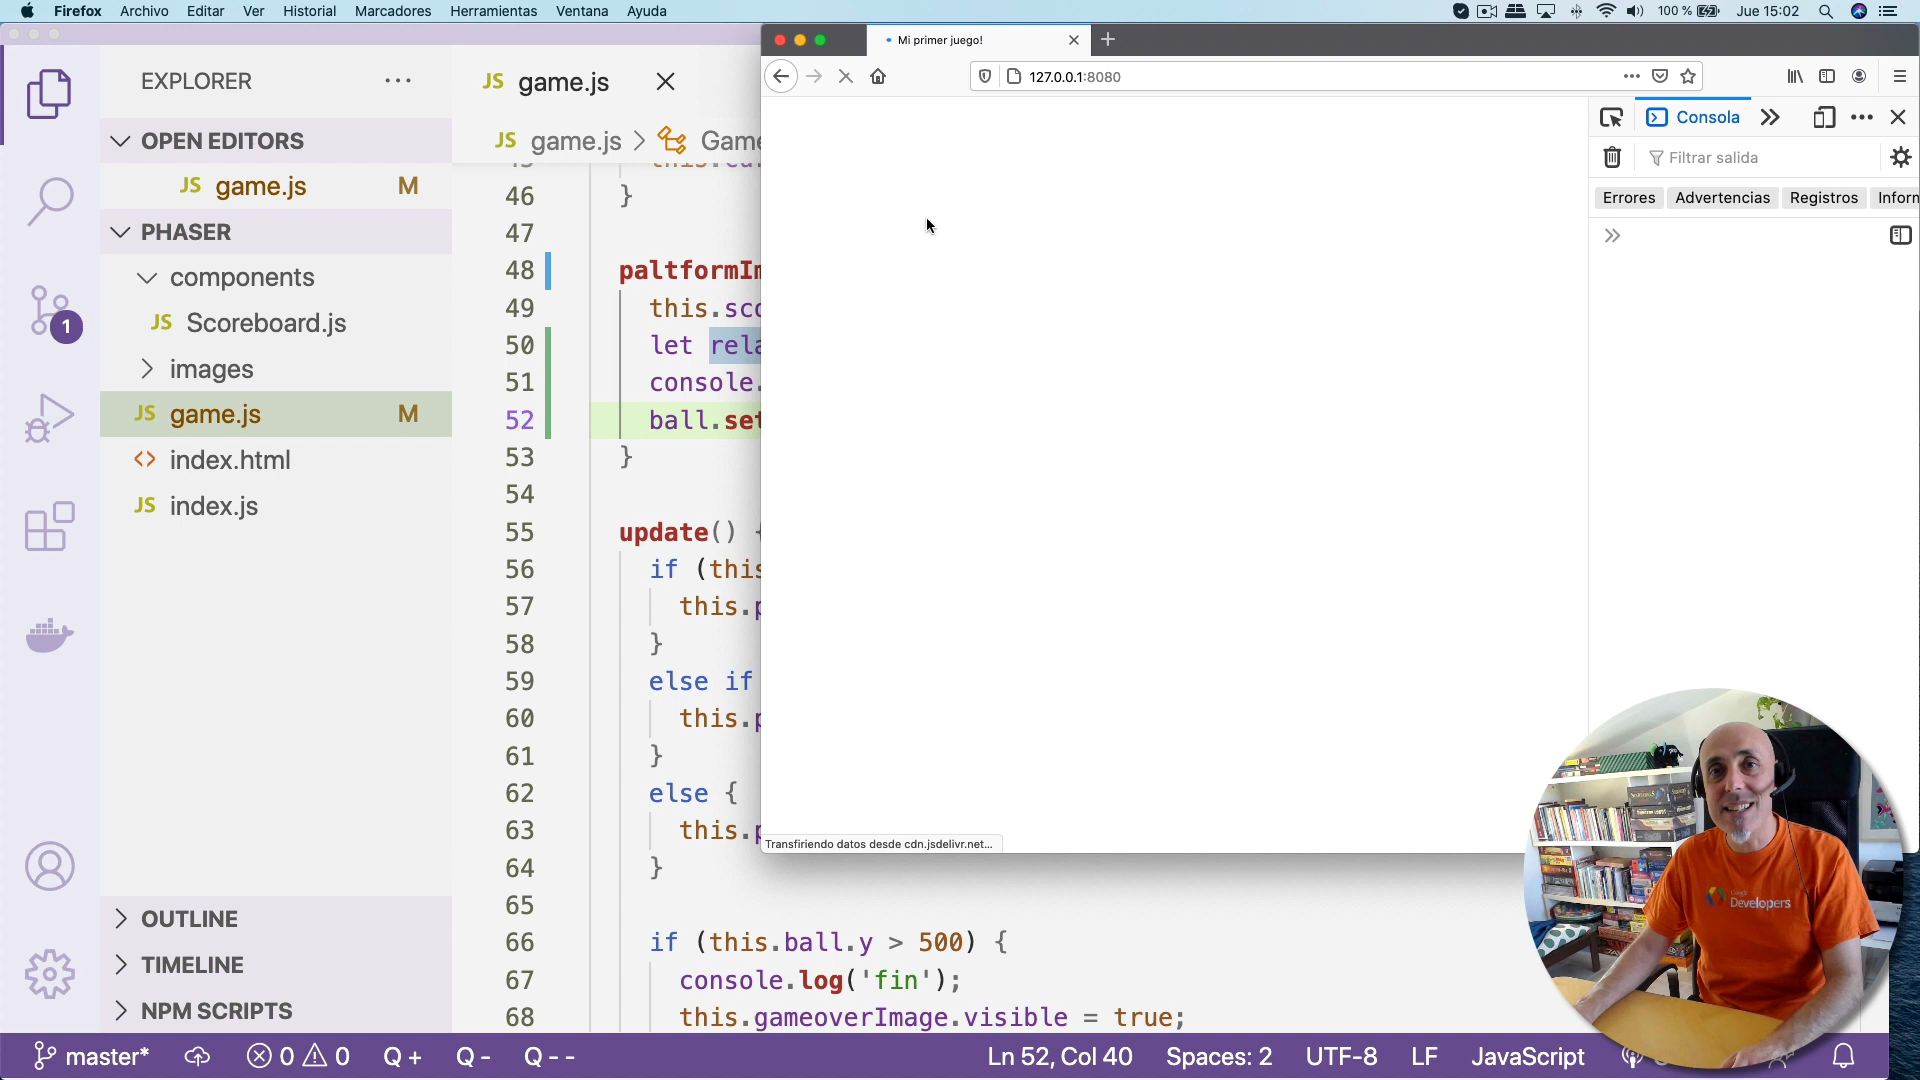 Firefox Archivo Editar Ver Historial Marcadores Herramientas Ventana Ayuda
100 % Jue 15:02
Mi primer juego!
127.0.0.1:8080
EXPLORER
OPEN EDITORS
JS game.js M
PHASER
components
JS Scoreboard.js
images
JS game.js M
index.html
JS index.js
OUTLINE
TIMELINE
NPM SCRIPTS
JS game.js
JS game.js > Game
46 }
47
48 paltformIm
49 this.sco
50 let rela
51 console.
52 ball.set
53 }
54
55 update() {
56 if (this
57 this.p
58 }
59 else if
60 this.p
61 }
62 else {
63 this.p
64 }
65
66 if (this.ball.y > 500) {
67 console.log('fin');
68 this.gameoverImage.visible = true;
Consola
Filtrar salida
Errores Advertencias Registros Inforn
Transfiriendo datos desde cdn.jsdelivr.net...
Google
Developers
1
master* 0 0 Q + Q - Q - - Ln 52, Col 40 Spaces: 2 UTF-8 LF JavaScript